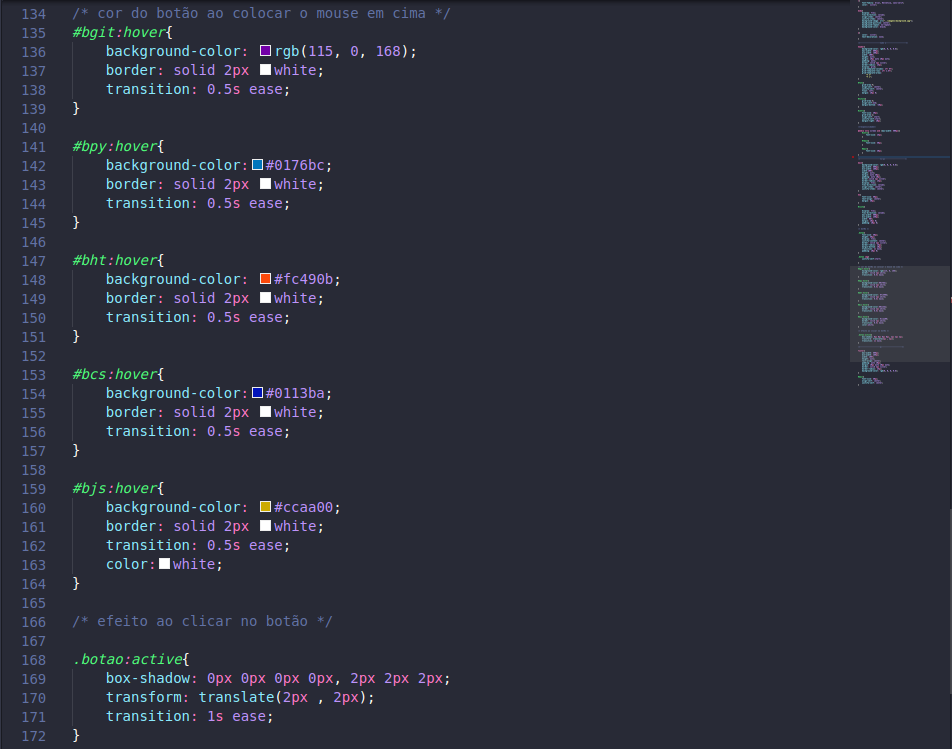 134 /* cor do botão ao colocar o mouse em cima */
135 #bgit:hover{
136     background-color: rgb(115, 0, 168);
137     border: solid 2px white;
138     transition: 0.5s ease;
139 }
140
141 #bpy:hover{
142     background-color:#0176bc;
143     border: solid 2px white;
144     transition: 0.5s ease;
145 }
146
147 #bht:hover{
148     background-color: #fc490b;
149     border: solid 2px white;
150     transition: 0.5s ease;
151 }
152
153 #bcs:hover{
154     background-color:#0113ba;
155     border: solid 2px white;
156     transition: 0.5s ease;
157 }
158
159 #bjs:hover{
160     background-color: #ccaa00;
161     border: solid 2px white;
162     transition: 0.5s ease;
163     color:white;
164 }
165
166 /* efeito ao clicar no botão */
167
168 .botao:active{
169     box-shadow: 0px 0px 0px 0px, 2px 2px 2px;
170     transform: translate(2px , 2px);
171     transition: 1s ease;
172 }